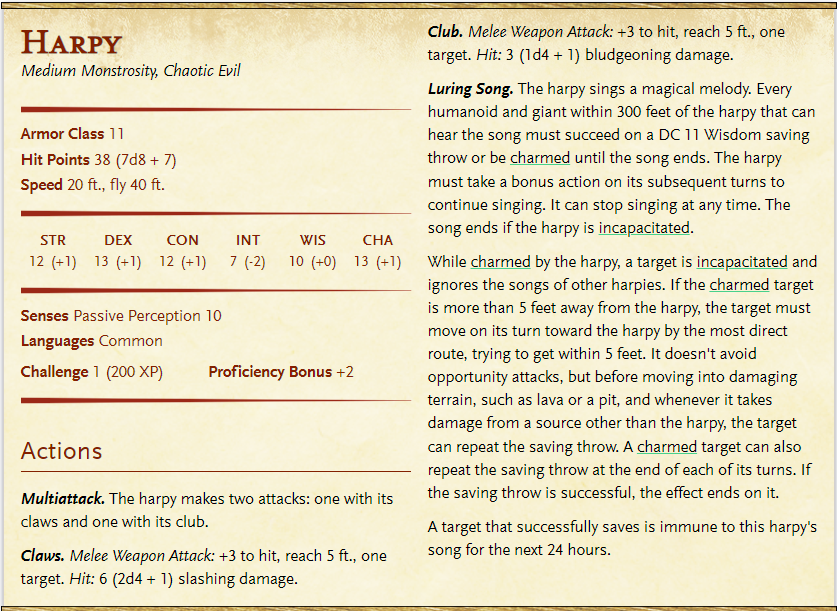 HARPY
Medium Monstrosity, Chaotic Evil
Armor Class 11
Hit Points 38 (7d8 + 7)
Speed 20 ft., fly 40 ft.
STR DEX CON INT WIS CHA
12 (+1) 13 (+1) 12 (+1) 7 (-2) 10 (+0) 13 (+1)
Senses Passive Perception 10
Languages Common
Challenge 1 (200 XP) Proficiency Bonus +2
Actions
Multiattack. The harpy makes two attacks: one with its
claws and one with its club.
Claws. Melee Weapon Attack: +3 to hit, reach 5 ft., one
target. Hit: 6 (2d4 + 1) slashing damage.
Club. Melee Weapon Attack: +3 to hit, reach 5 ft., one
target. Hit: 3 (1d4 + 1) bludgeoning damage.
Luring Song. The harpy sings a magical melody. Every
humanoid and giant within 300 feet of the harpy that can
hear the song must succeed on a DC 11 Wisdom saving
throw or be charmed until the song ends. The harpy
must take a bonus action on its subsequent turns to
continue singing. It can stop singing at any time. The
song ends if the harpy is incapacitated.
While charmed by the harpy, a target is incapacitated and
ignores the songs of other harpies. If the charmed target
is more than 5 feet away from the harpy, the target must
move on its turn toward the harpy by the most direct
route, trying to get within 5 feet. It doesn't avoid
opportunity attacks, but before moving into damaging
terrain, such as lava or a pit, and whenever it takes
damage from a source other than the harpy, the target
can repeat the saving throw. A charmed target can also
repeat the saving throw at the end of each of its turns. If
the saving throw is successful, the effect ends on it.
A target that successfully saves is immune to this harpy's
song for the next 24 hours.